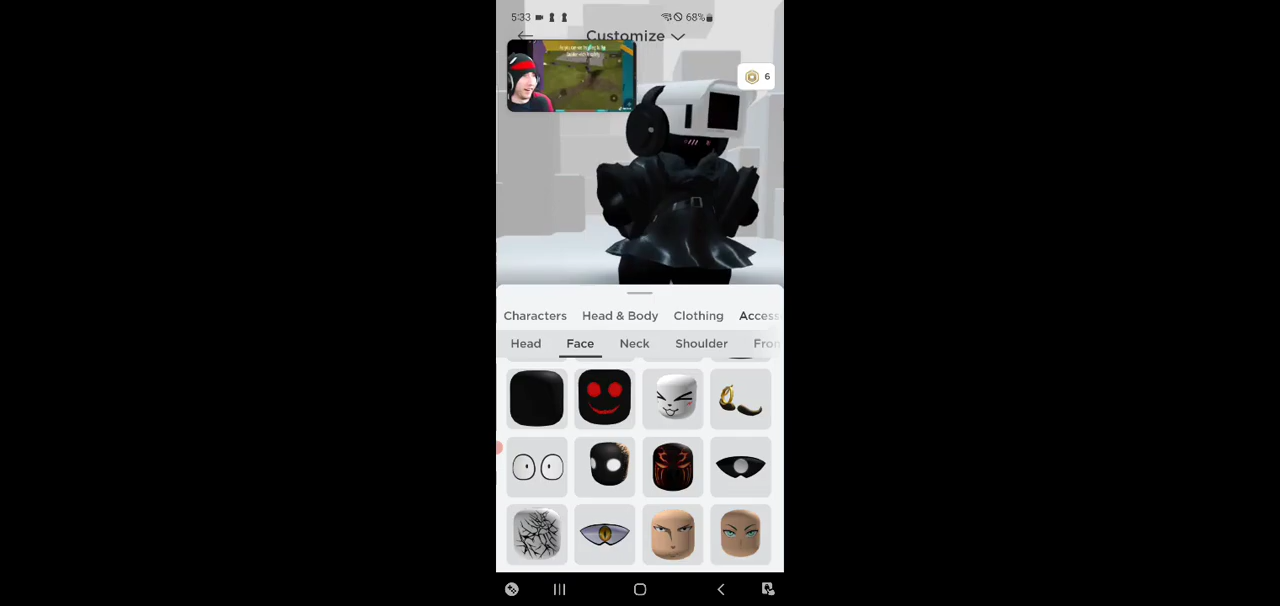 5:33
68%
Customize
6
Characters Head & Body Clothing Access
Head Face Neck Shoulder Fron